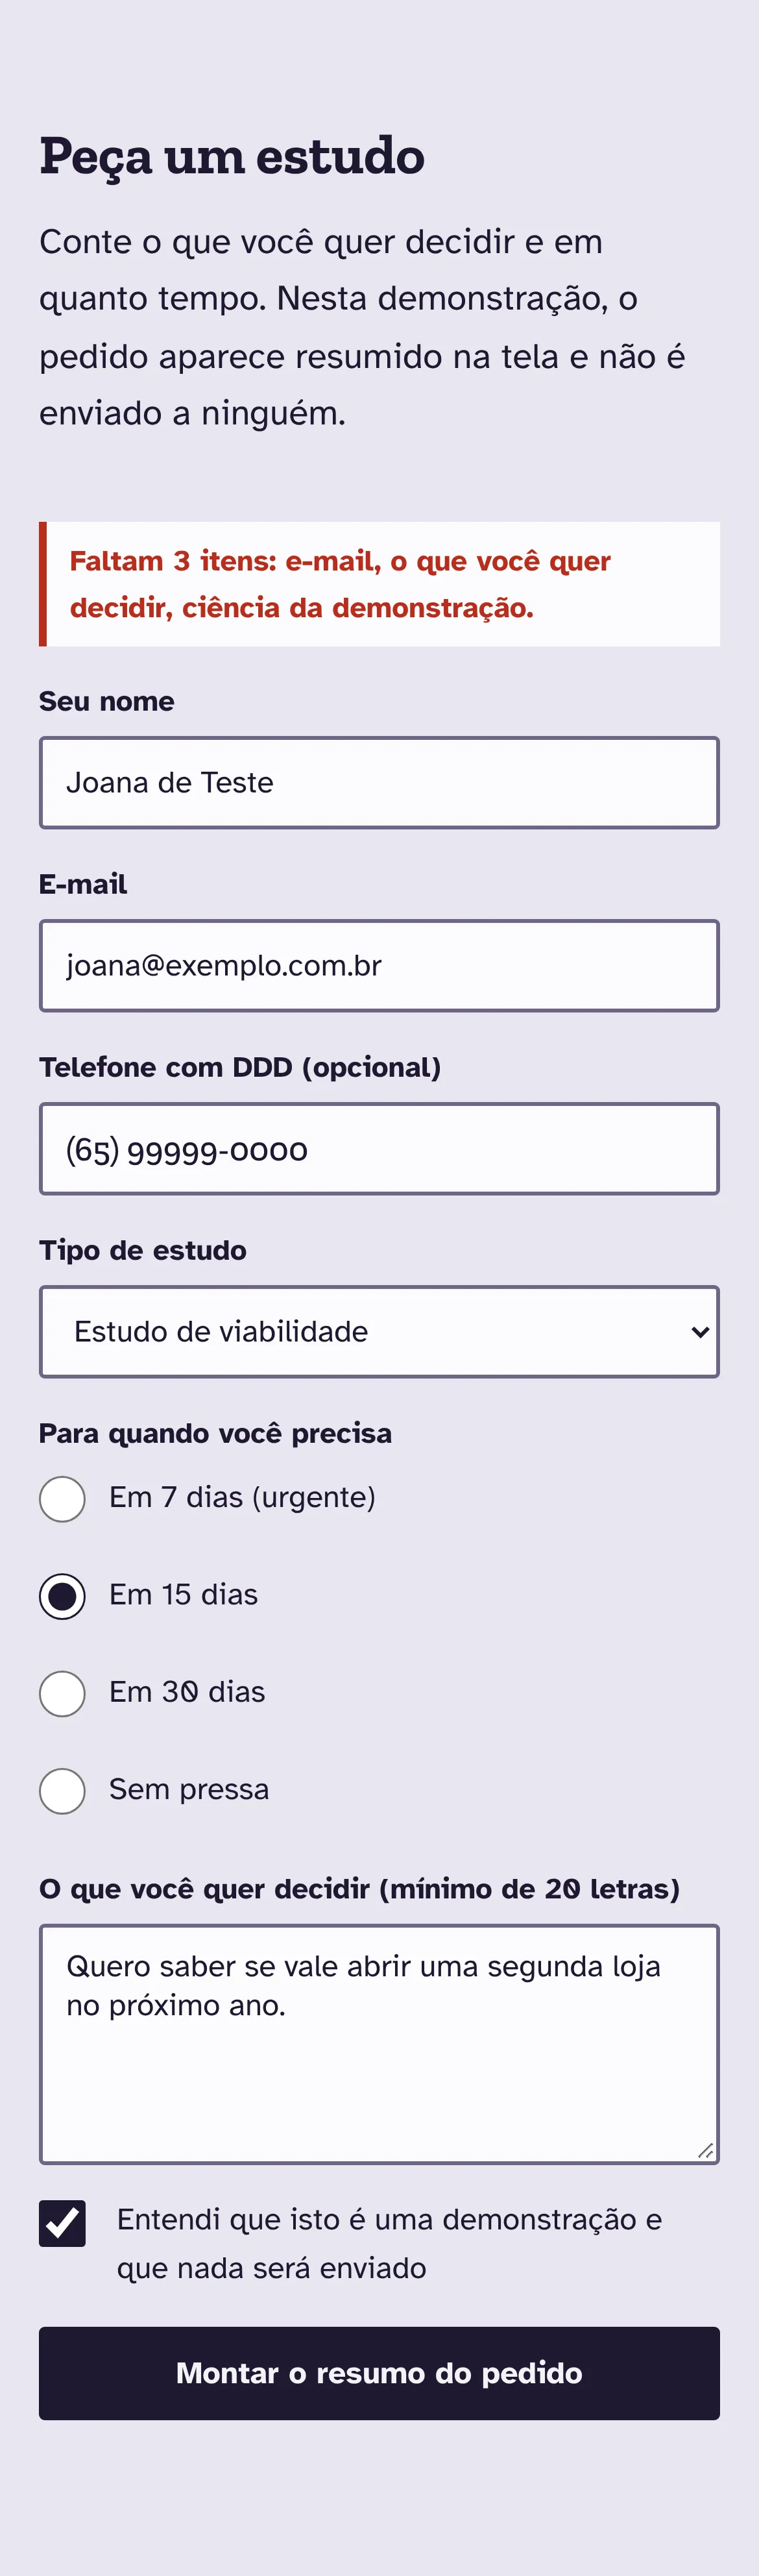 Peça um estudo
Conte o que você quer decidir e em
quanto tempo. Nesta demonstração, o
pedido aparece resumido na tela e não é
enviado a ninguém.
Faltam 3 itens: e-mail, o que você quer
decidir, ciência da demonstração.
Seu nome
Joana de Teste
E-mail
joana@exemplo.com.br
Telefone com DDD (opcional)
(65) 99999-0000
Tipo de estudo
Estudo de viabilidade
Para quando você precisa
Em 7 dias (urgente)
Em 15 dias
Em 30 dias
Sem pressa
O que você quer decidir (mínimo de 20 letras)
Quero saber se vale abrir uma segunda loja
no próximo ano.
Entendi que isto é uma demonstração e
que nada será enviado
Montar o resumo do pedido